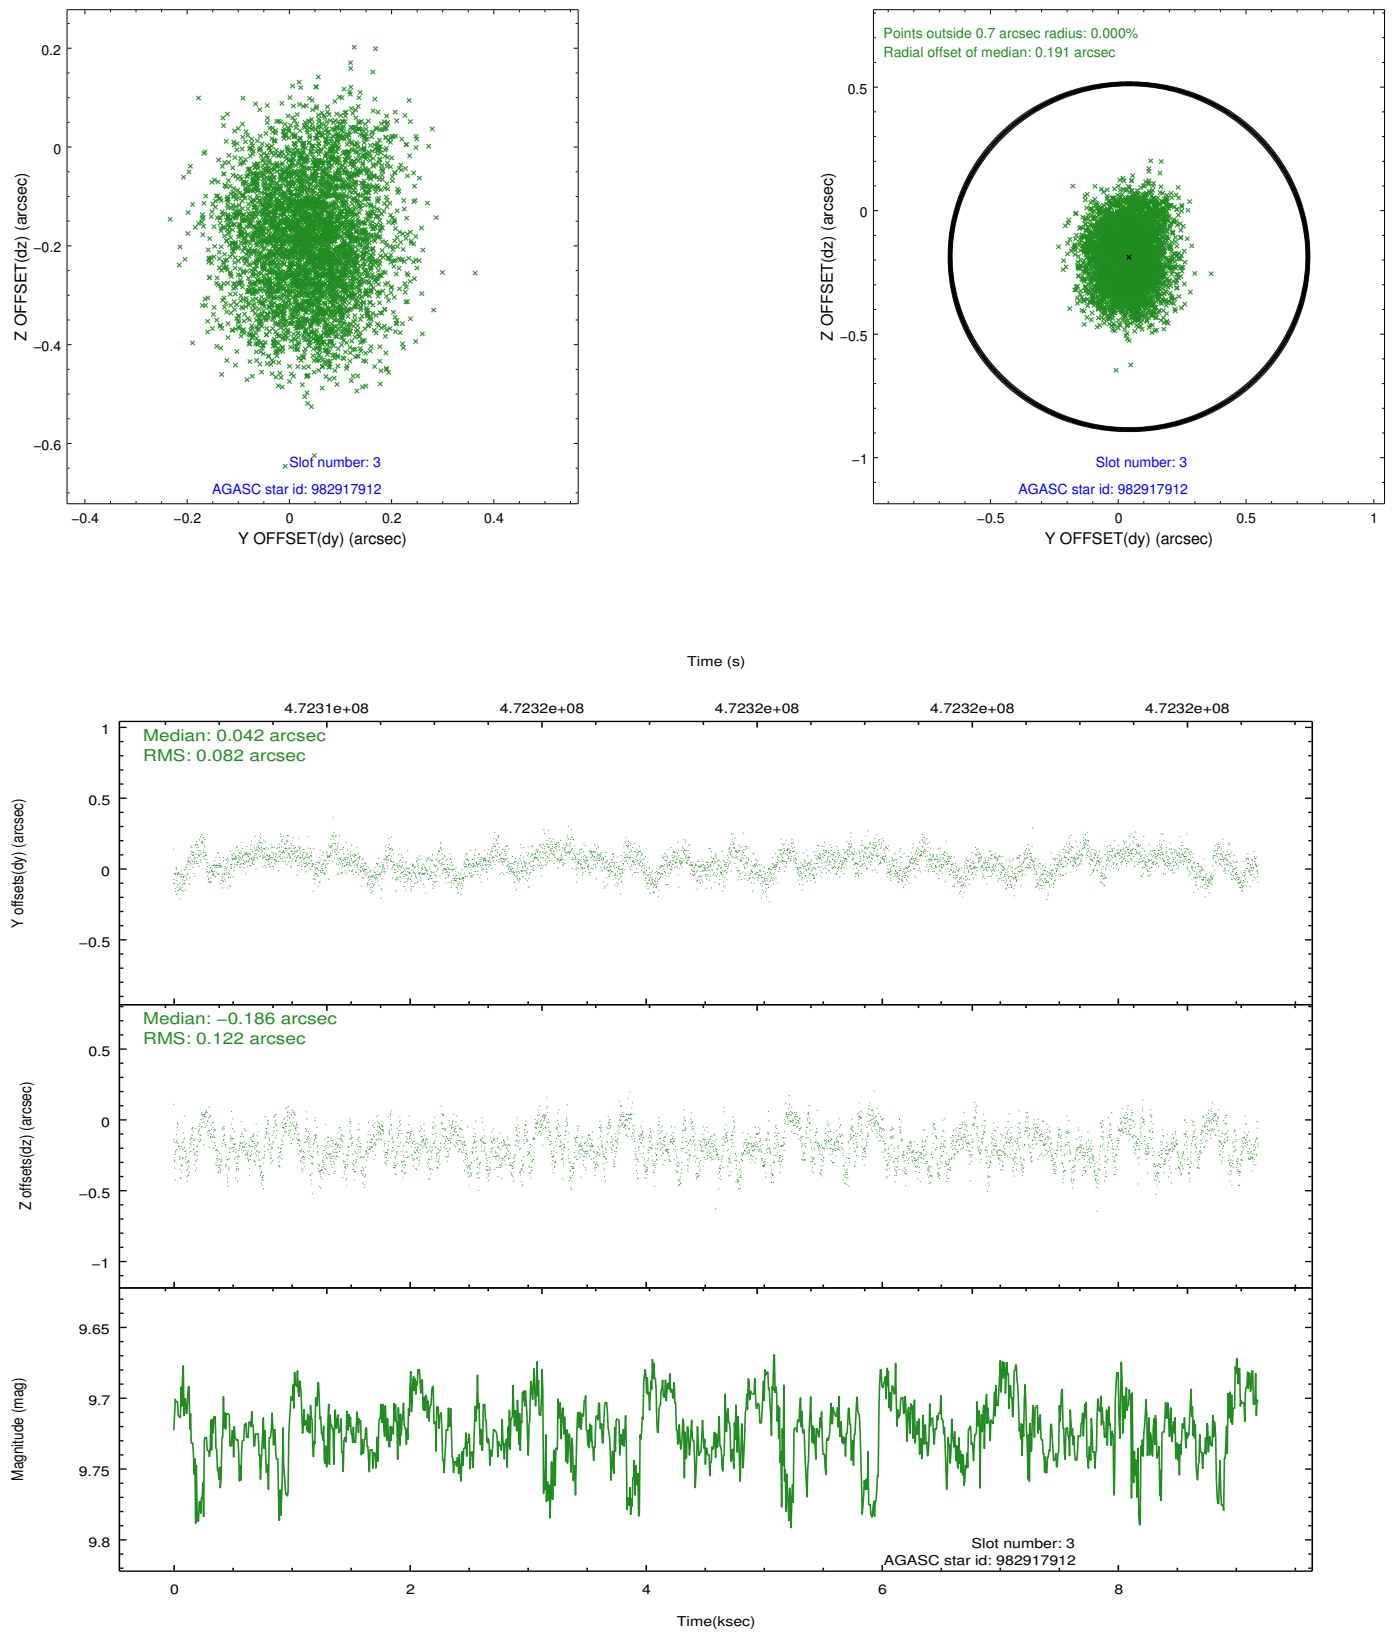 0.2
0
−0.2
−0.4
−0.6
Z OFFSET(dz) (arcsec)
Slot number: 3
AGASC star id: 982917912
−0.4
−0.2
0
0.2
0.4
Y OFFSET(dy) (arcsec)
Points outside 0.7 arcsec radius: 0.000%
Radial offset of median: 0.191 arcsec
0.5
0
−0.5
−1
Z OFFSET(dz) (arcsec)
Slot number: 3
AGASC star id: 982917912
−0.5
0
0.5
1
Y OFFSET(dy) (arcsec)
Time (s)
4.7231e+08
4.7232e+08
4.7232e+08
4.7232e+08
4.7232e+08
Median: 0.042 arcsec
RMS: 0.082 arcsec
1
0.5
0
−0.5
Y offsets(dy) (arcsec)
Median: −0.186 arcsec
RMS: 0.122 arcsec
0.5
0
−0.5
−1
Z offsets(dz) (arcsec)
9.65
9.7
9.75
9.8
Magnitude (mag)
Slot number: 3
AGASC star id: 982917912
0
2
4
6
8
Time(ksec)